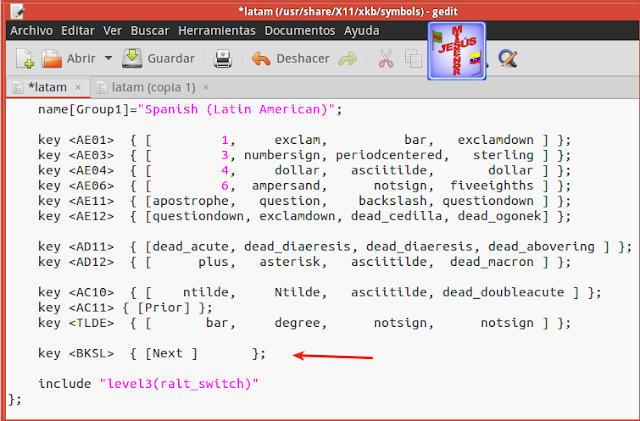 *latam (/usr/share/X11/xkb/symbols) - gedit
Archivo Editar Ver Buscar Herramientas Documentos Ayuda
Abrir Guardar Deshacer
MI SEÑOR
JESÚS
*latam × latam (copia 1) ×
name[Group1]="Spanish (Latin American)";
key <AE01> { [ 1, exclam, bar, exclamdown ] };
key <AE03> { [ 3, numbersign, periodcentered, sterling ] };
key <AE04> { [ 4, dollar, asciitilde, dollar ] };
key <AE06> { [ 6, ampersand, notsign, fiveeighths ] };
key <AE11> { [apostrophe, question, backslash, questiondown ] };
key <AE12> { [questiondown, exclamdown, dead_cedilla, dead_ogonek] };
key <AD11> { [dead_acute, dead_diaeresis, dead_diaeresis, dead_abovering ] };
key <AD12> { [ plus, asterisk, asciitilde, dead_macron ] };
key <AC10> { [ ntilde, Ntilde, asciitilde, dead_doubleacute ] };
key <AC11> { [Prior] };
key <TLDE> { [ bar, degree, notsign, notsign ] };
key <BKSL> { [Next ] };
include "level3(ralt_switch)"
};